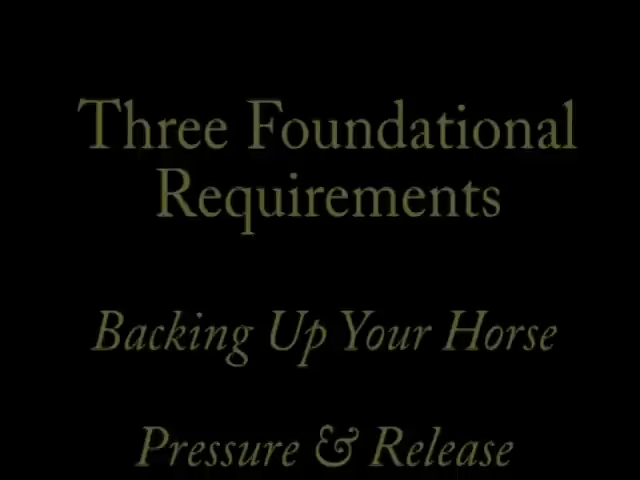 Three Foundational
Requirements
Backing Up Your Horse
Pressure & Release